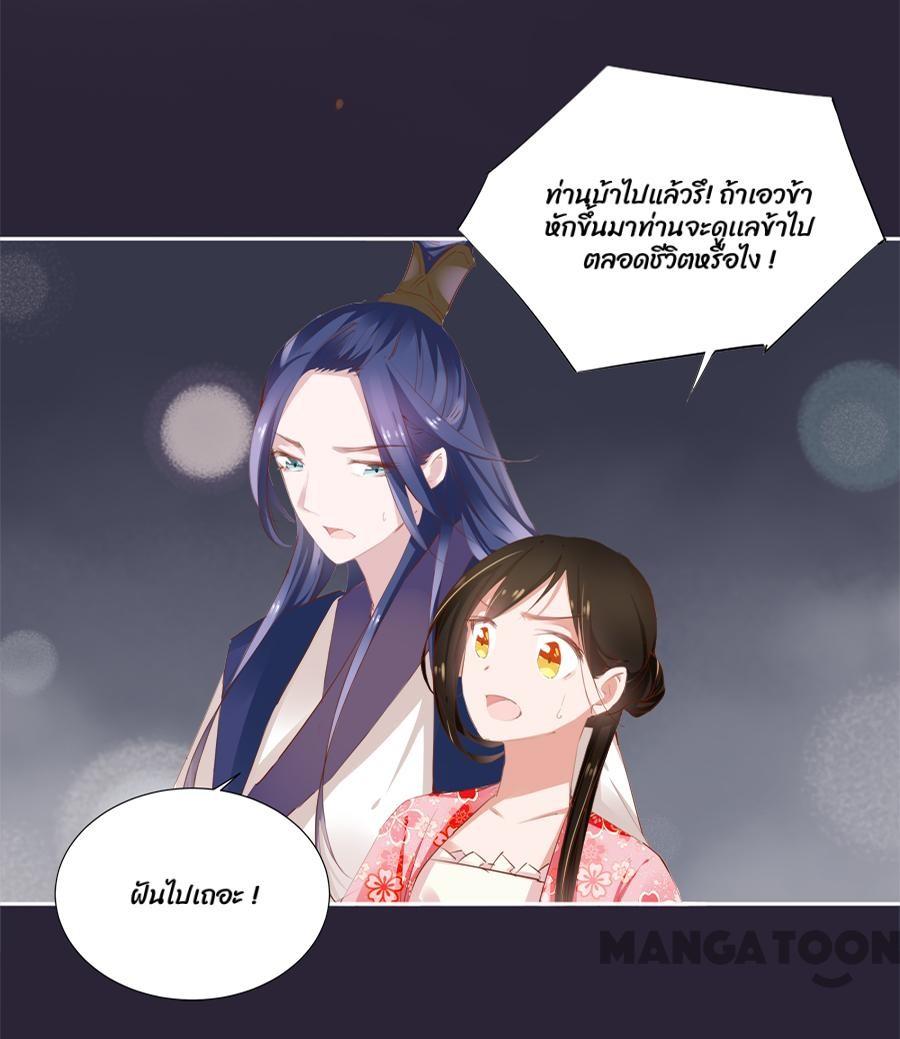 ท่านบ้าไปแล้วรึ! ถ้าเอวข้า
หักขึ้นมาท่านจะดูแลข้าไป
ตลอดชีวิตหรือไง !
ฝันไปเถอะ !
MANGA TOON